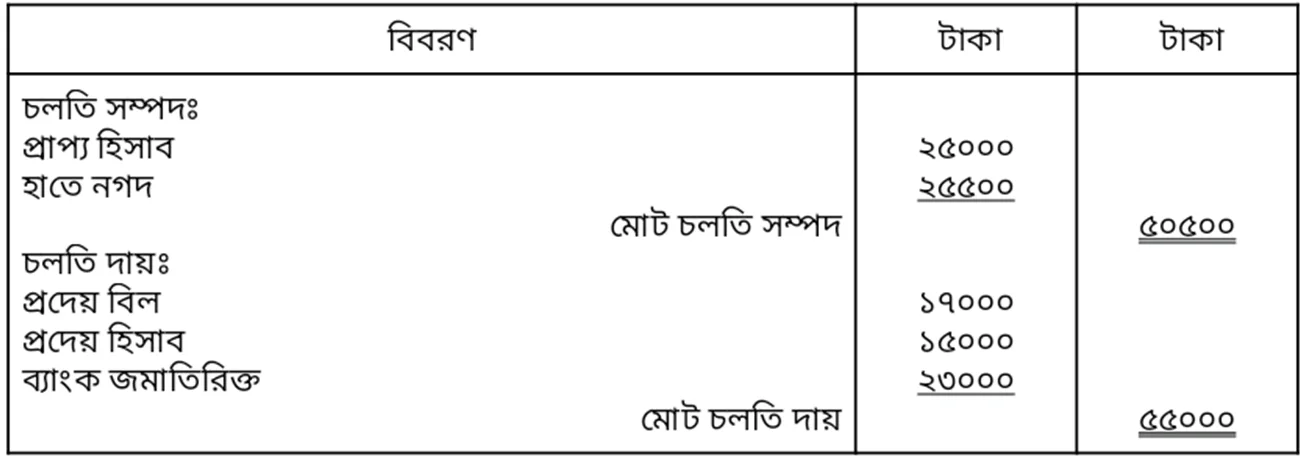 বিবরণ টাকা টাকা
চলতি সম্পদঃ
প্রাপ্য হিসাব ২৫০০০
হাতে নগদ ২৫৫০০
মোট চলতি সম্পদ ৫০৫০০
চলতি দায়ঃ
প্রদেয় বিল ১৭০০০
প্রদেয় হিসাব ১৫০০০
ব্যাংক জমাতিরিক্ত ২৩০০০
মোট চলতি দায় ৫৫০০০